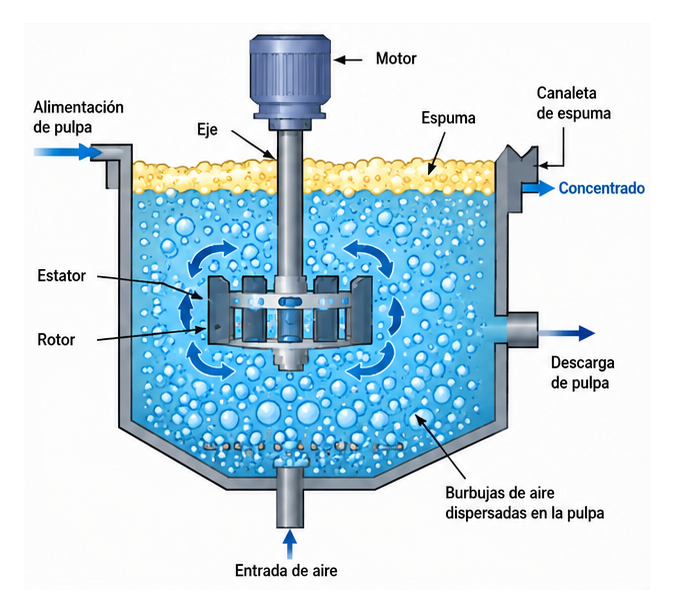 Motor
Alimentación
de pulpa
Eje
Espuma
Canaleta
de espuma
Concentrado
Estator
Rotor
Descarga
de pulpa
Burbujas de aire
dispersadas en la pulpa
Entrada de aire